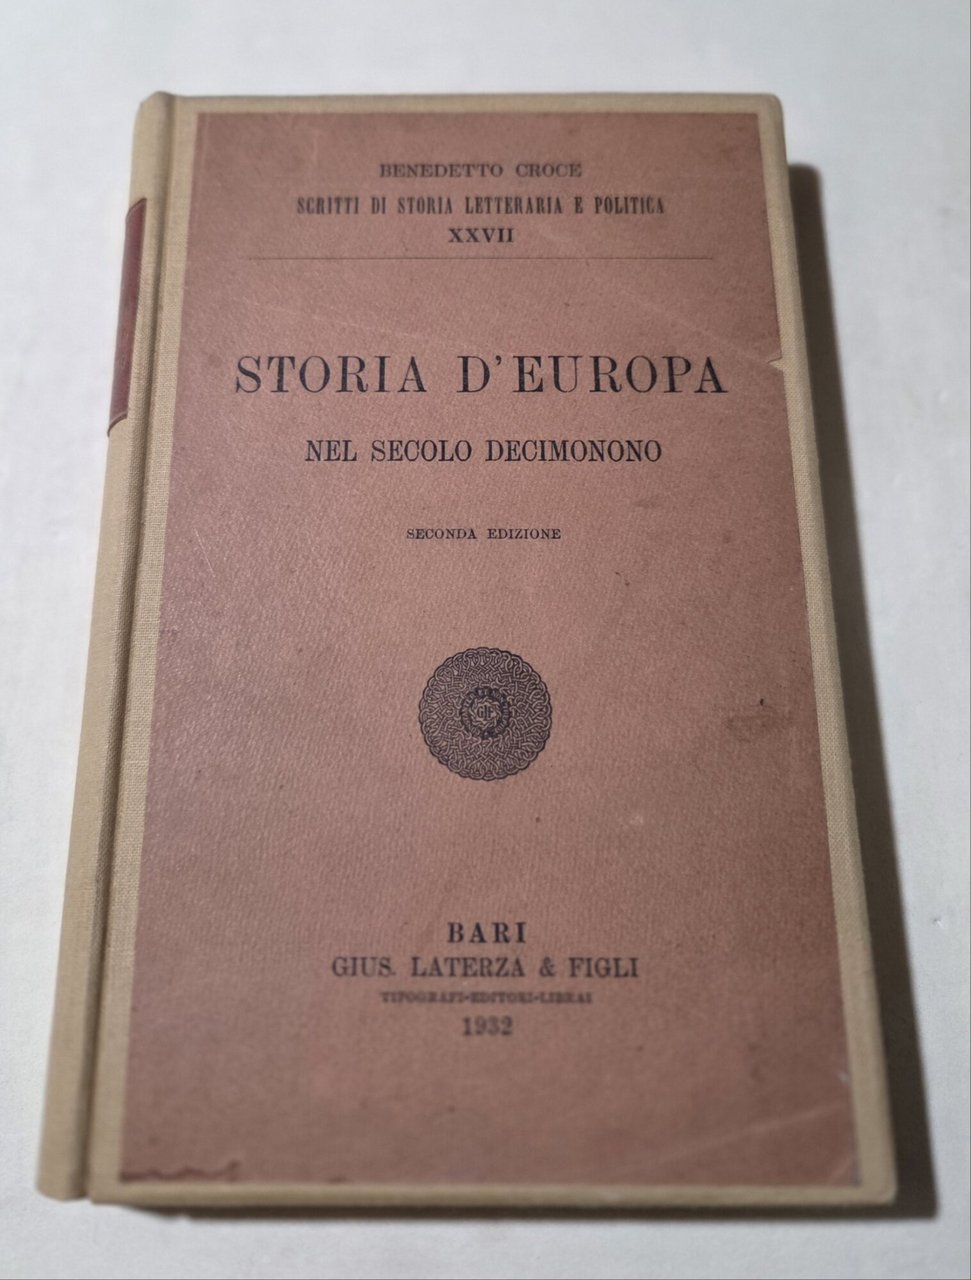 BENEDETTO CROCE
SCRITTI DI STORIA LETTERARIA E POLITICA
XXVII
STORIA D'EUROPA
NEL SECOLO DECIMONONO
SECONDA EDIZIONE
BARI
GIUS. LATERZA & FIGLI
TIPOGRAFI-EDITORI-LIBRAI
1932